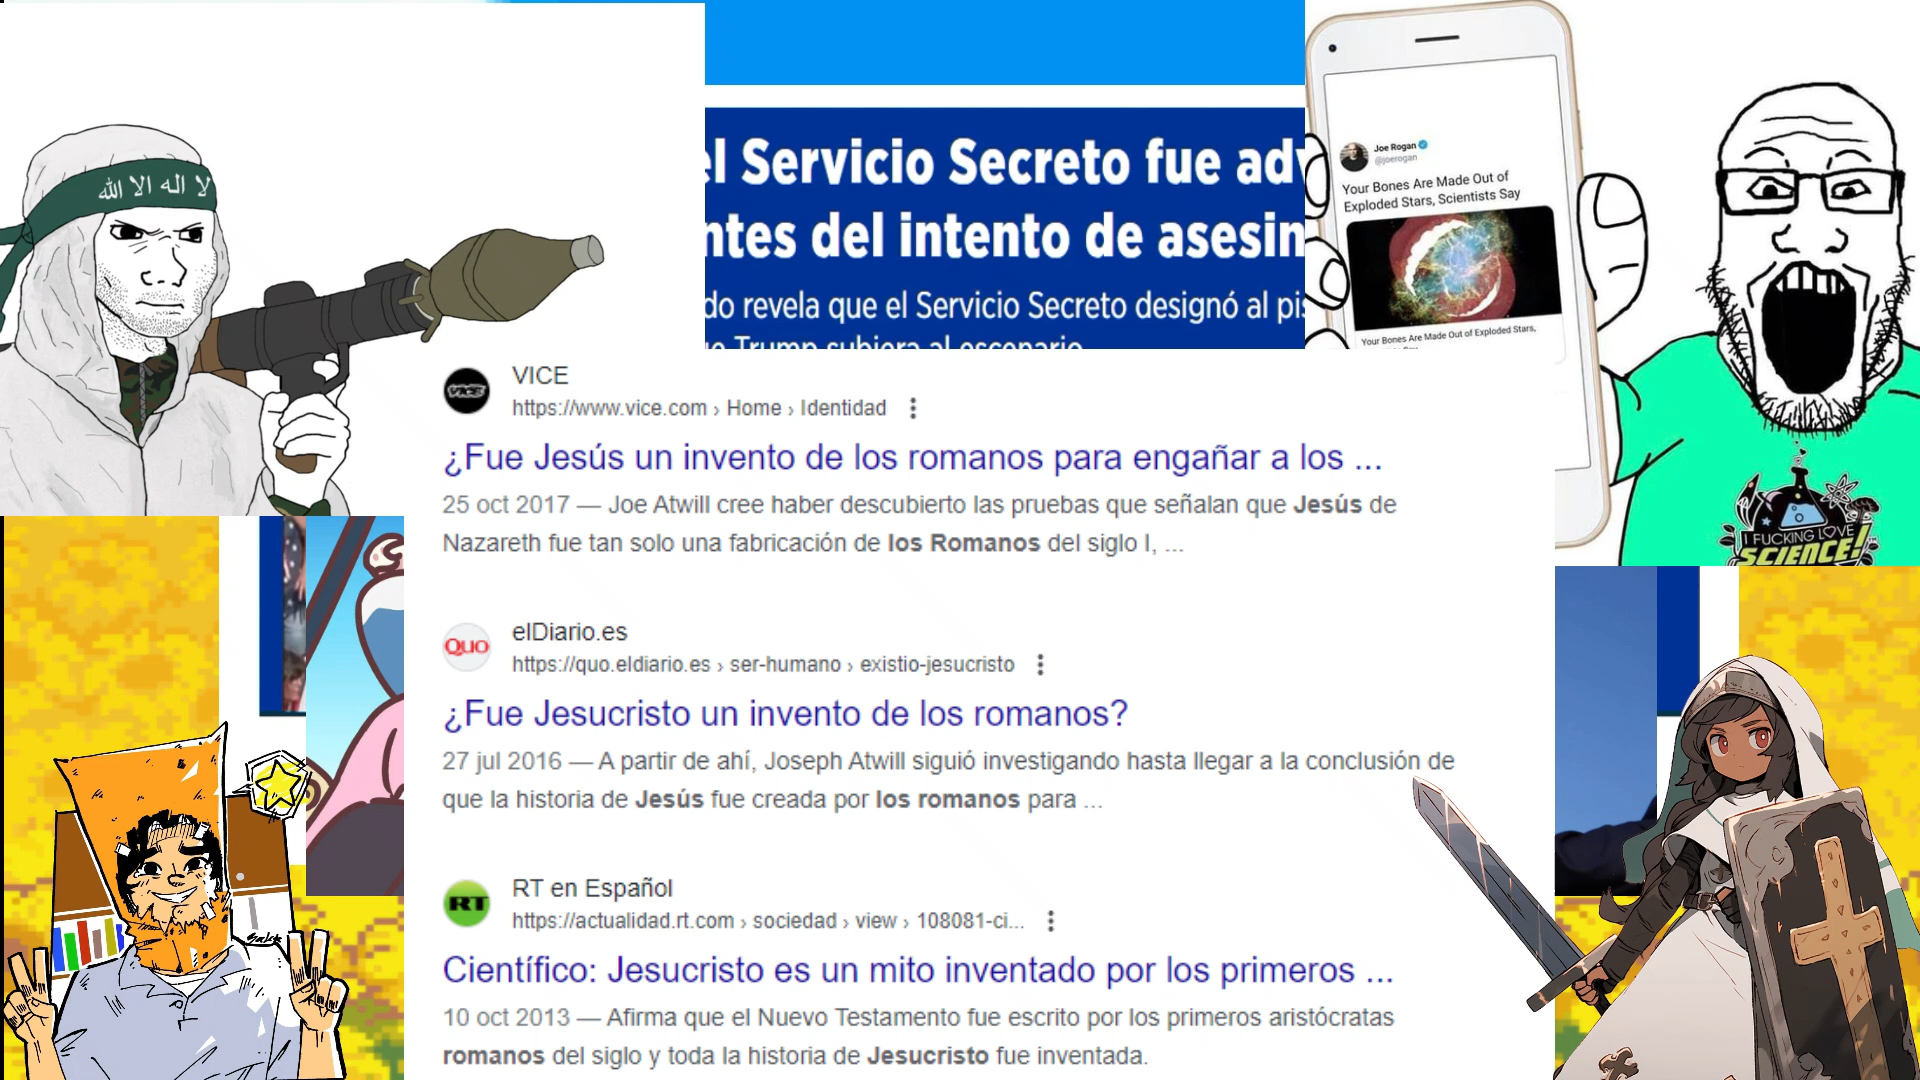 لا اله الا الله
el Servicio Secreto fue adv
ntes del intento de asesin
do revela que el Servicio Secreto designó al pis
e Trump subiera al escenario
Joe Rogan
@joerogan
Your Bones Are Made Out of
Exploded Stars, Scientists Say
Your Bones Are Made Out of Exploded Stars,
I FUCKING LOVE
SCIENCE!
VICE
VICE
https://www.vice.com › Home › Identidad
¿Fue Jesús un invento de los romanos para engañar a los ...
25 oct 2017 — Joe Atwill cree haber descubierto las pruebas que señalan que Jesús de
Nazareth fue tan solo una fabricación de los Romanos del siglo I, ...
QUO
elDiario.es
https://quo.eldiario.es › ser-humano › existio-jesucristo
¿Fue Jesucristo un invento de los romanos?
27 jul 2016 — A partir de ahí, Joseph Atwill siguió investigando hasta llegar a la conclusión de
que la historia de Jesús fue creada por los romanos para ...
RT
RT en Español
https://actualidad.rt.com › sociedad › view › 108081-ci...
Científico: Jesucristo es un mito inventado por los primeros ...
10 oct 2013 — Afirma que el Nuevo Testamento fue escrito por los primeros aristócratas
romanos del siglo y toda la historia de Jesucristo fue inventada.